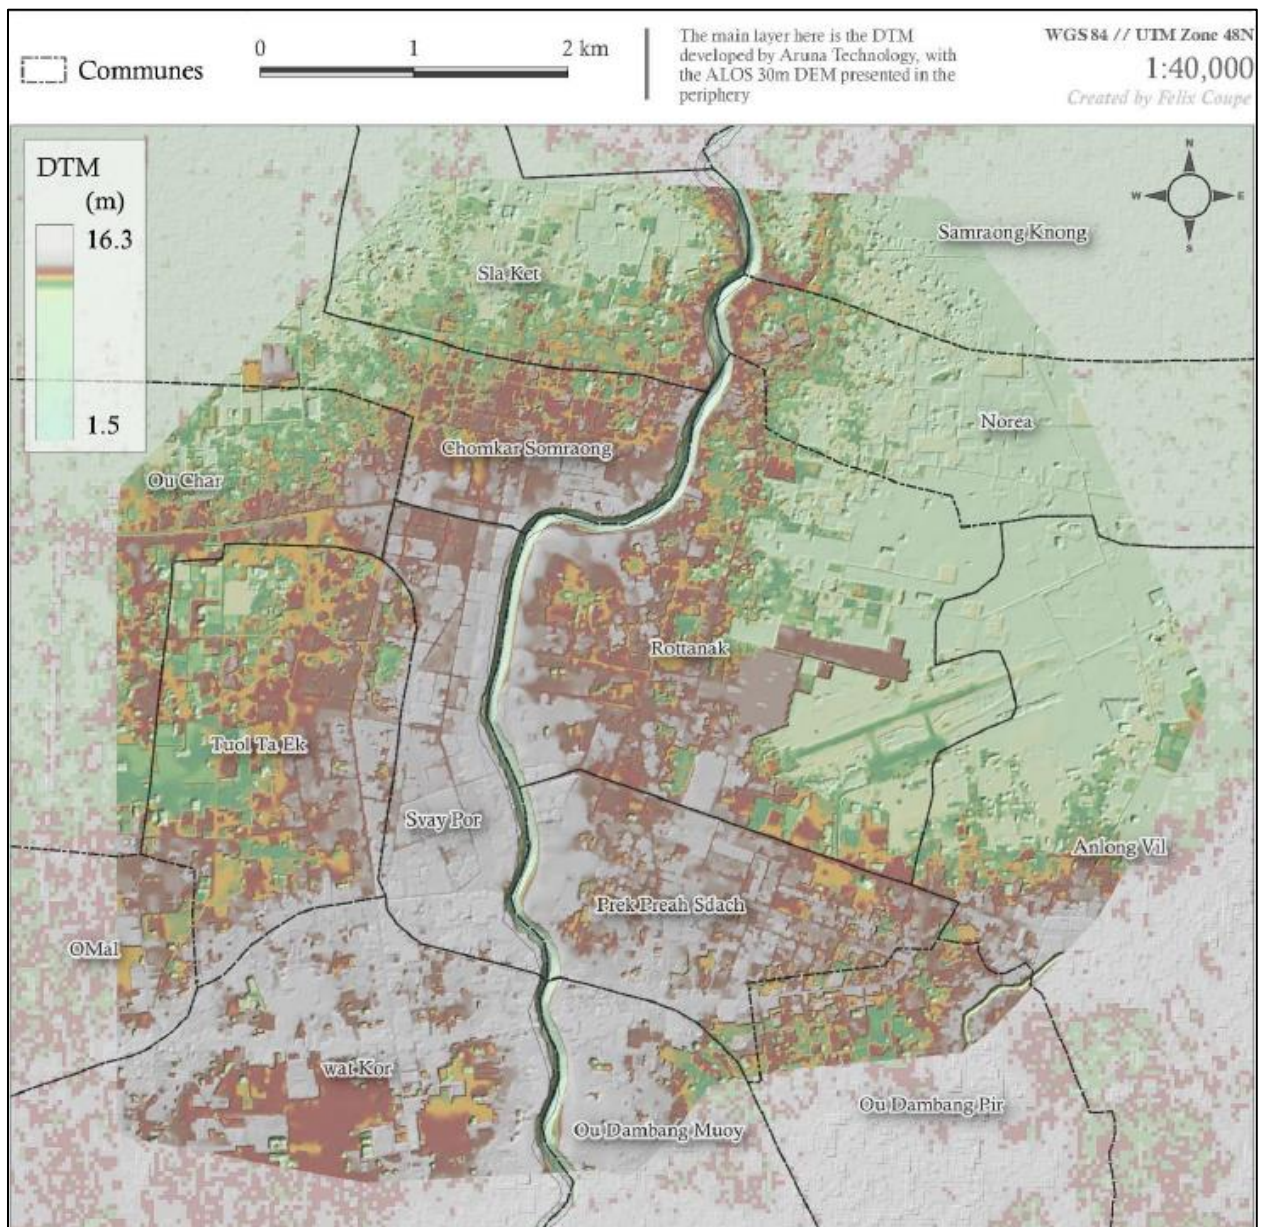 Communes
0 1 2 km
The main layer here is the DTM
developed by Aruna Technology, with
the ALOS 30m DEM presented in the
periphery
WGS 84 // UTM Zone 48N
1:40,000
Created by Felix Coupe
DTM
(m)
16.3
1.5
N
W E
S
Samraong Knong
Sla Ket
Norea
Chomkar Somraong
Ou Char
Rottanak
Tuol Ta Ek
Svay Por
Anlong Vil
Prek Preah Sdach
OMal
wat Kor
Ou Dambang Pir
Ou Dambang Muoy